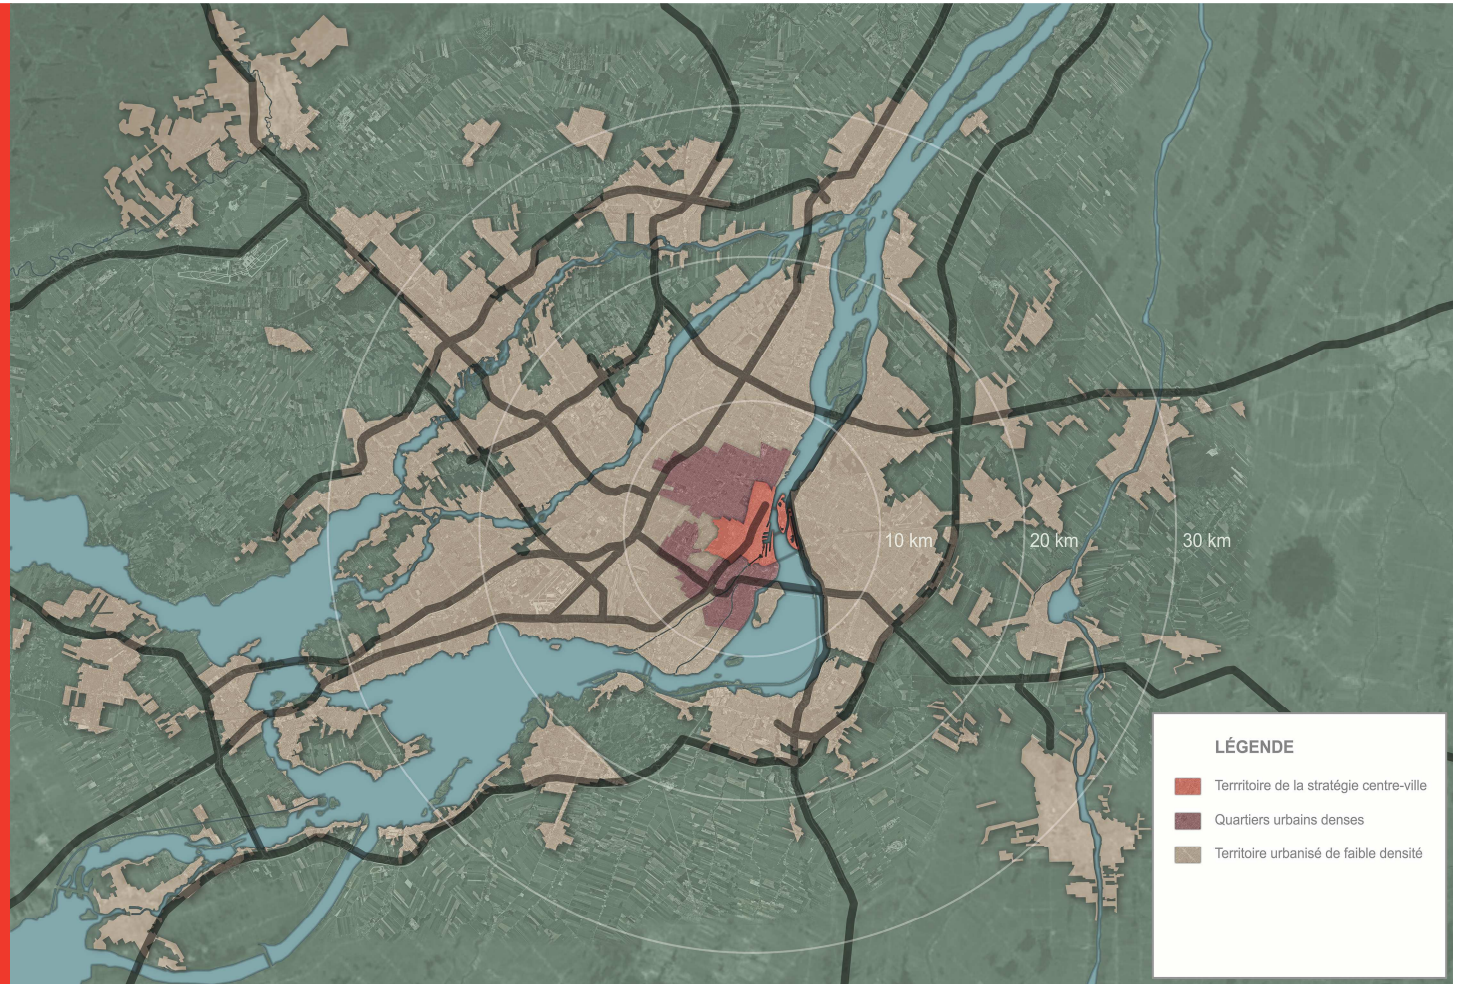 10 km
20 km
30 km
LÉGENDE
Terrritoire de la stratégie centre-ville
Quartiers urbains denses
Territoire urbanisé de faible densité